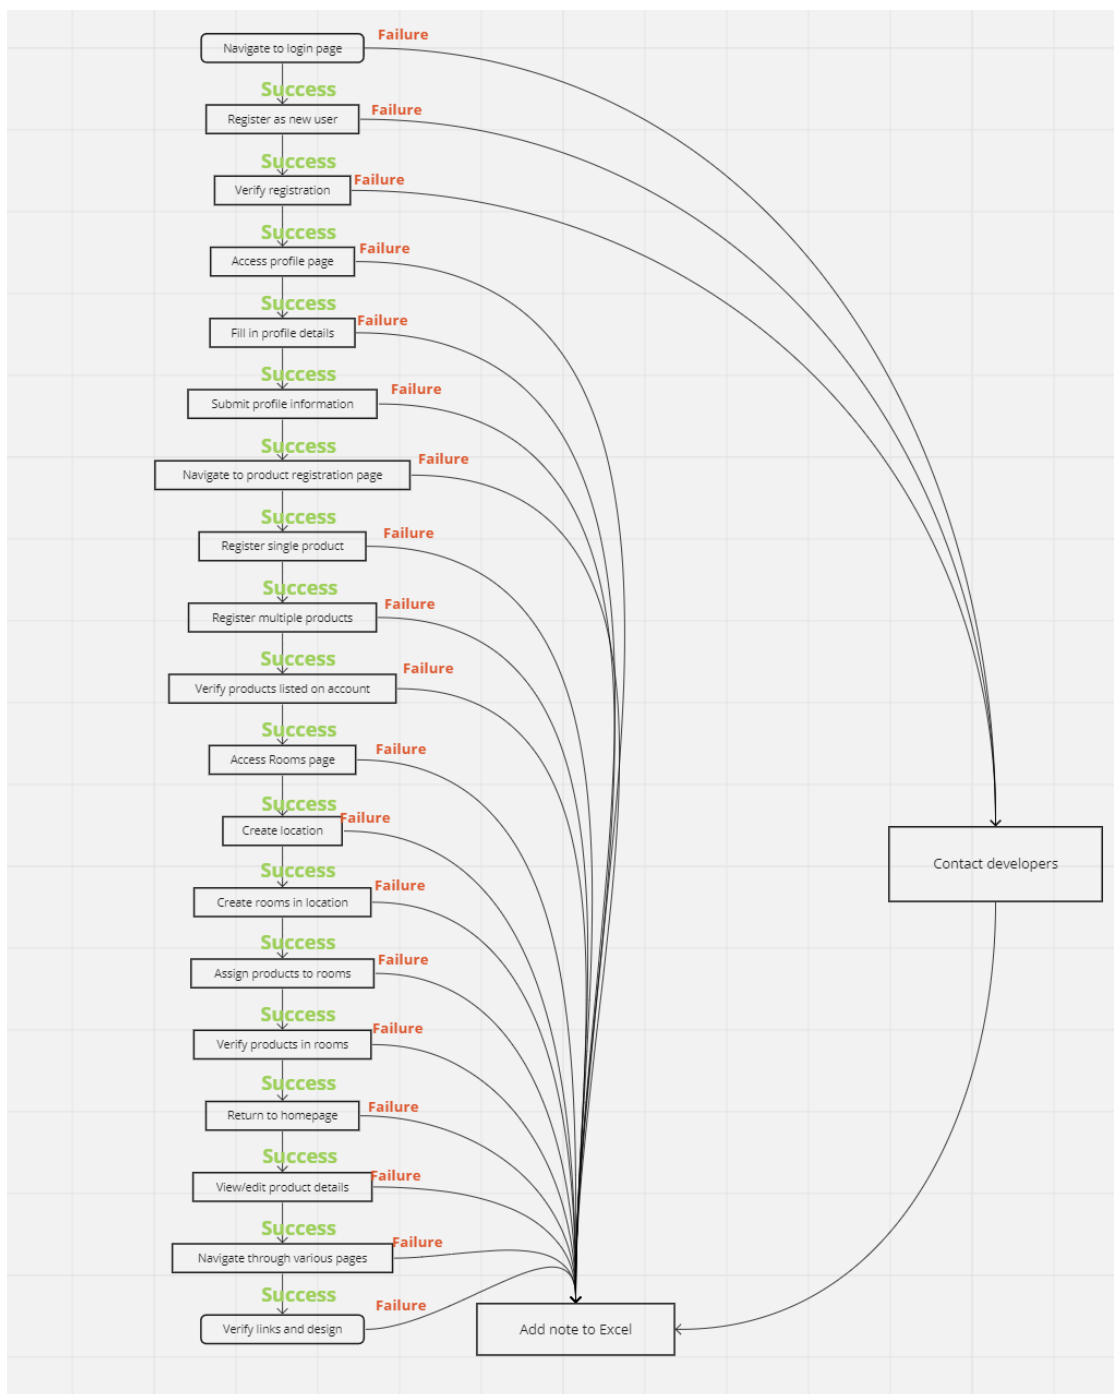 Failure
Navigate to login page
Success
Failure
Register as new user
Success
Failure
Verify registration
Success
Failure
Access profile page
Success
Failure
Fill in profile details
Success
Failure
Submit profile information
Success
Failure
Navigate to product registration page
Success
Failure
Register single product
Success
Failure
Register multiple products
Success
Failure
Verify products listed on account
Success
Failure
Access Rooms page
Success
Failure
Create location
Contact developers
Success
Failure
Create rooms in location
Success
Failure
Assign products to rooms
Success
Failure
Verify products in rooms
Success
Failure
Return to homepage
Success
Failure
View/edit product details
Success
Failure
Navigate through various pages
Success
Failure
Verify links and design
Add note to Excel